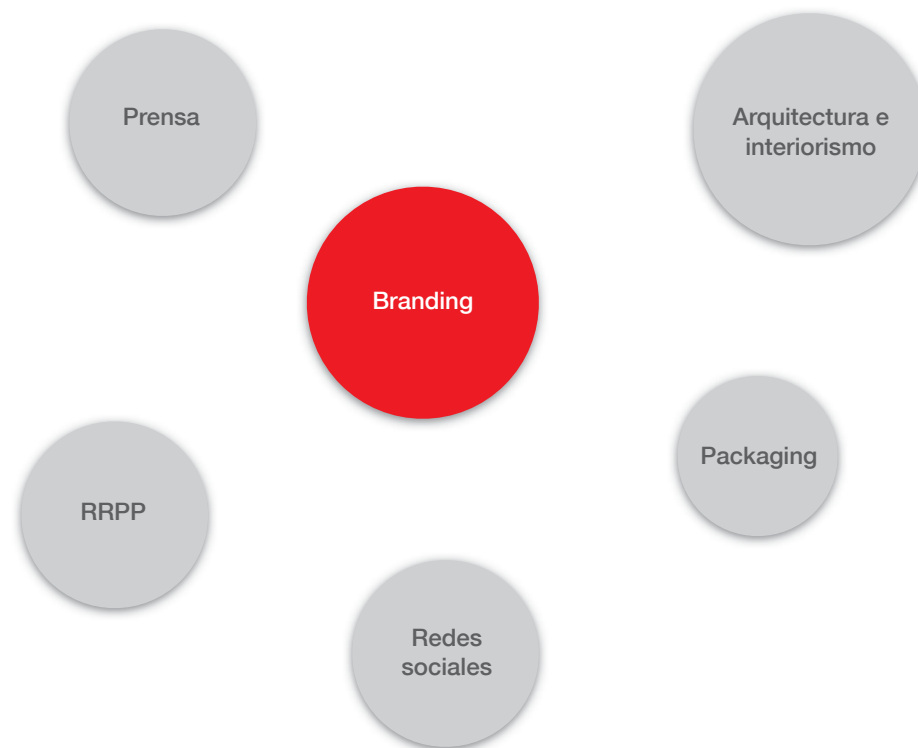 Prensa
Arquitectura e
interiorismo
Branding
Packaging
RRPP
Redes
sociales